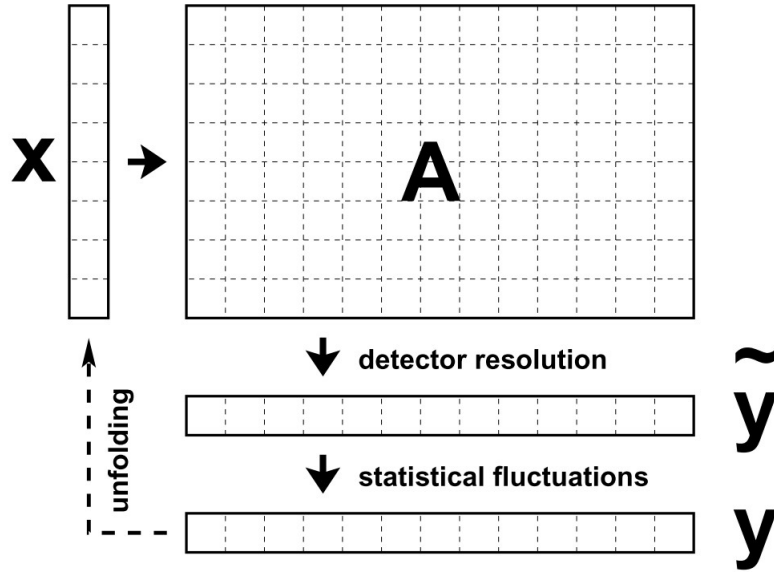 x
A
detector resolution
ỹ
unfolding
statistical fluctuations
y